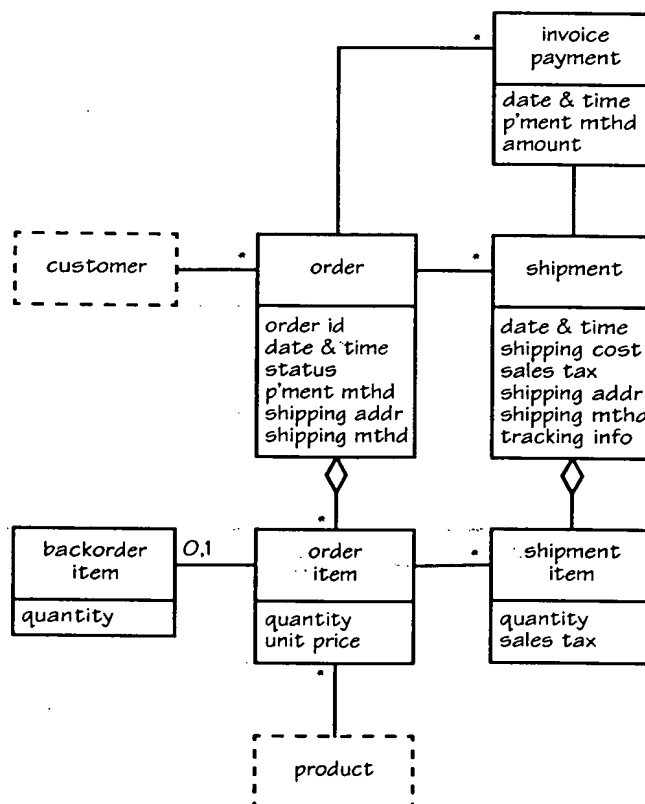 *
invoice
payment
date & time
p'ment mthd
amount
customer
*
order
*
shipment
order id
date & time
status
p'ment mthd
shipping addr
shipping mthd
date & time
shipping cost
sales tax
shipping addr
shipping mthd
tracking info
*
backorder
item
0,1
order
item
*
shipment
item
quantity
quantity
unit price
quantity
sales tax
*
product